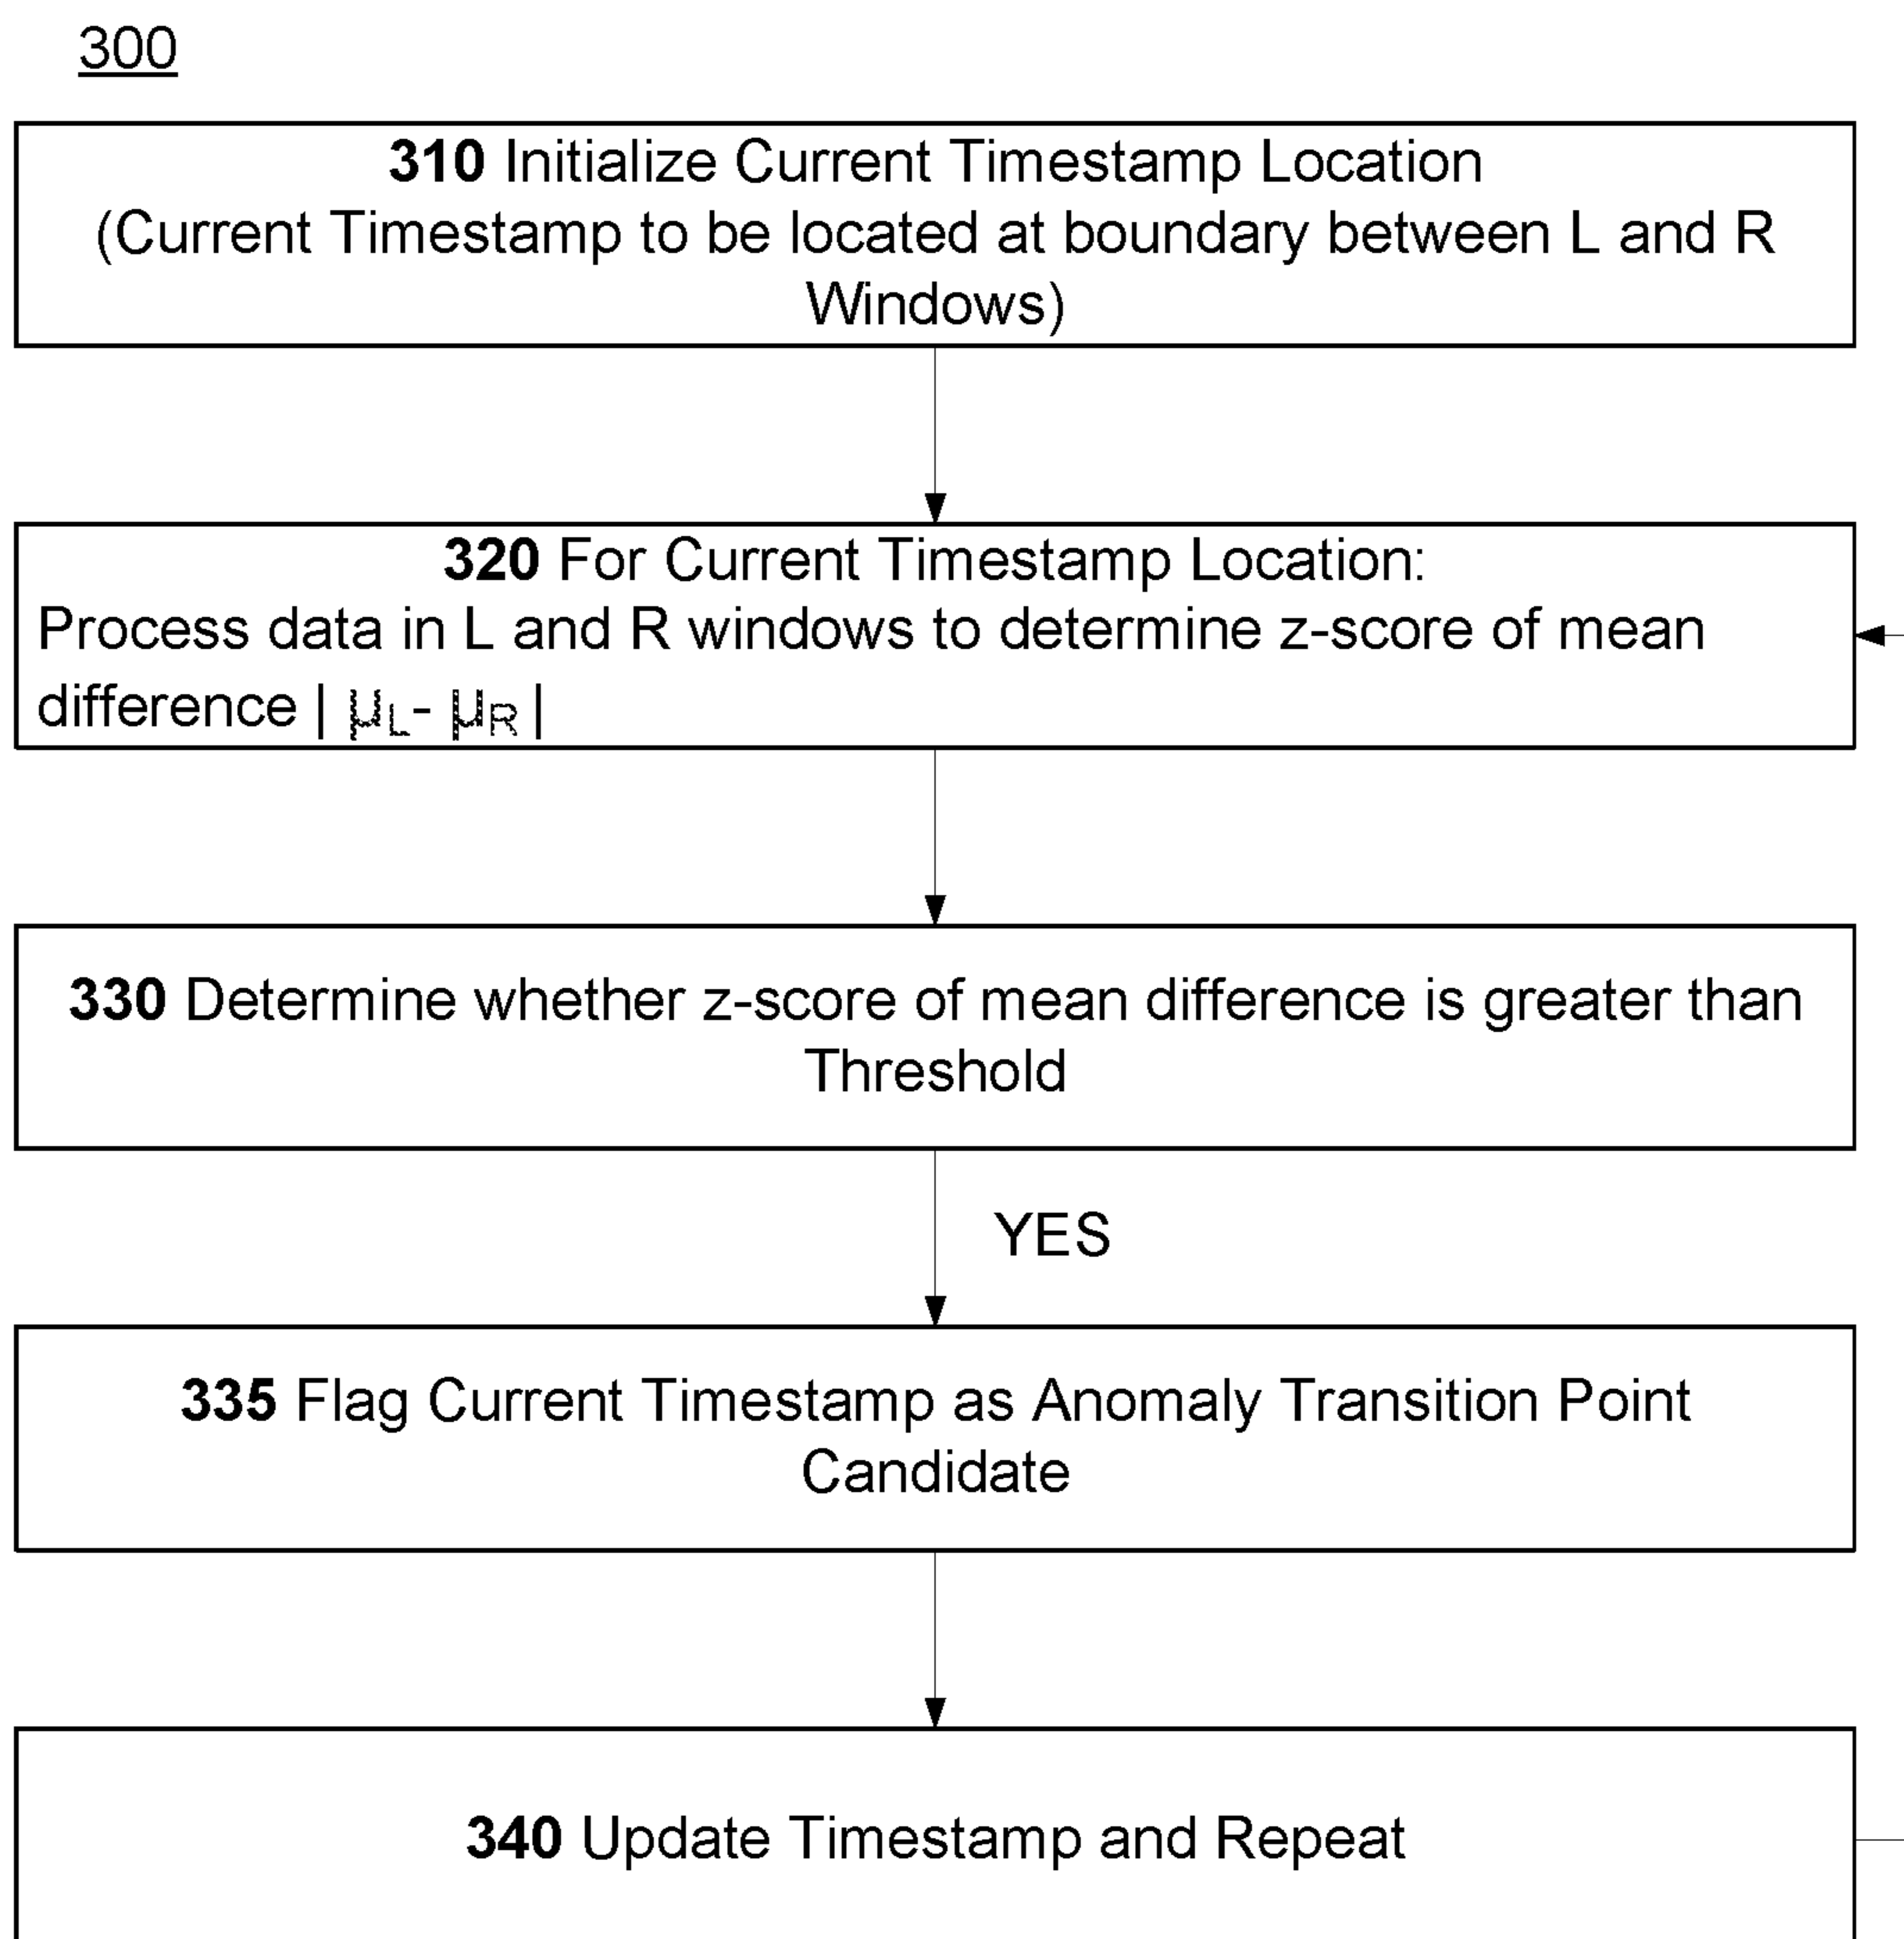 300
310 Initialize Current Timestamp Location
(Current Timestamp to be located at boundary between L and R
Windows)
320 For Current Timestamp Location:
Process data in L and R windows to determine z-score of mean
difference | μL- μR |
330 Determine whether z-score of mean difference is greater than
Threshold
YES
335 Flag Current Timestamp as Anomaly Transition Point
Candidate
340 Update Timestamp and Repeat